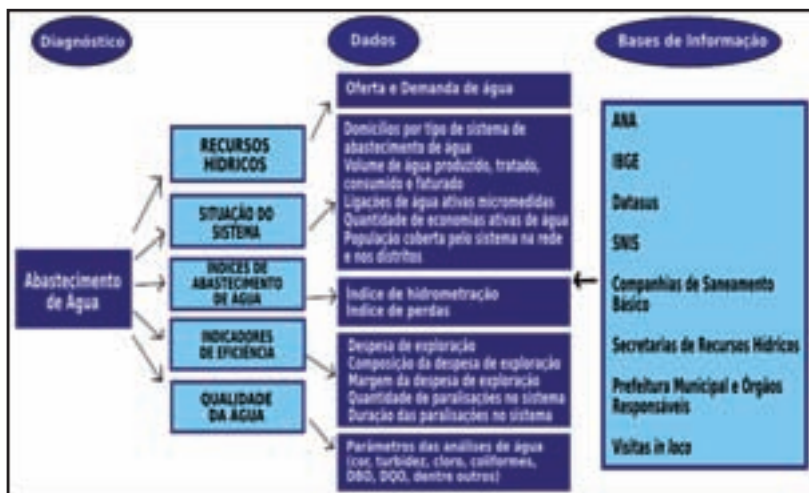 Diagnóstico
Dados
Bases de Informação
Abastecimento
de Água
RECURSOS
HÍDRICOS
SITUAÇÃO DO
SISTEMA
ÍNDICES DE
ABASTECIMENTO
DE ÁGUA
INDICADORES
DE EFICIÊNCIA
QUALIDADE
DA ÁGUA
Oferta e Demanda de água
Domicílios por tipo de sistema de
abastecimento de água
Volume de água produzido, tratado,
consumido e faturado
Ligações de água ativas micromedidas
Quantidade de economias ativas de água
População coberta pelo sistema na rede
e nos distritos
Índice de hidrometração
Índice de perdas
Despesa de exploração
Composição da despesa de exploração
Margem da despesa de exploração
Quantidade de paralisações no sistema
Duração das paralisações no sistema
Parâmetros das análises de água
(cor, turbidez, cloro, coliformes,
DBO, DQO, dentre outros)
ANA
IBGE
Datasus
SNIS
Companhias de Saneamento
Básico
Secretarias de Recursos Hídricos
Prefeitura Municipal e Órgãos
Responsáveis
Visitas in loco